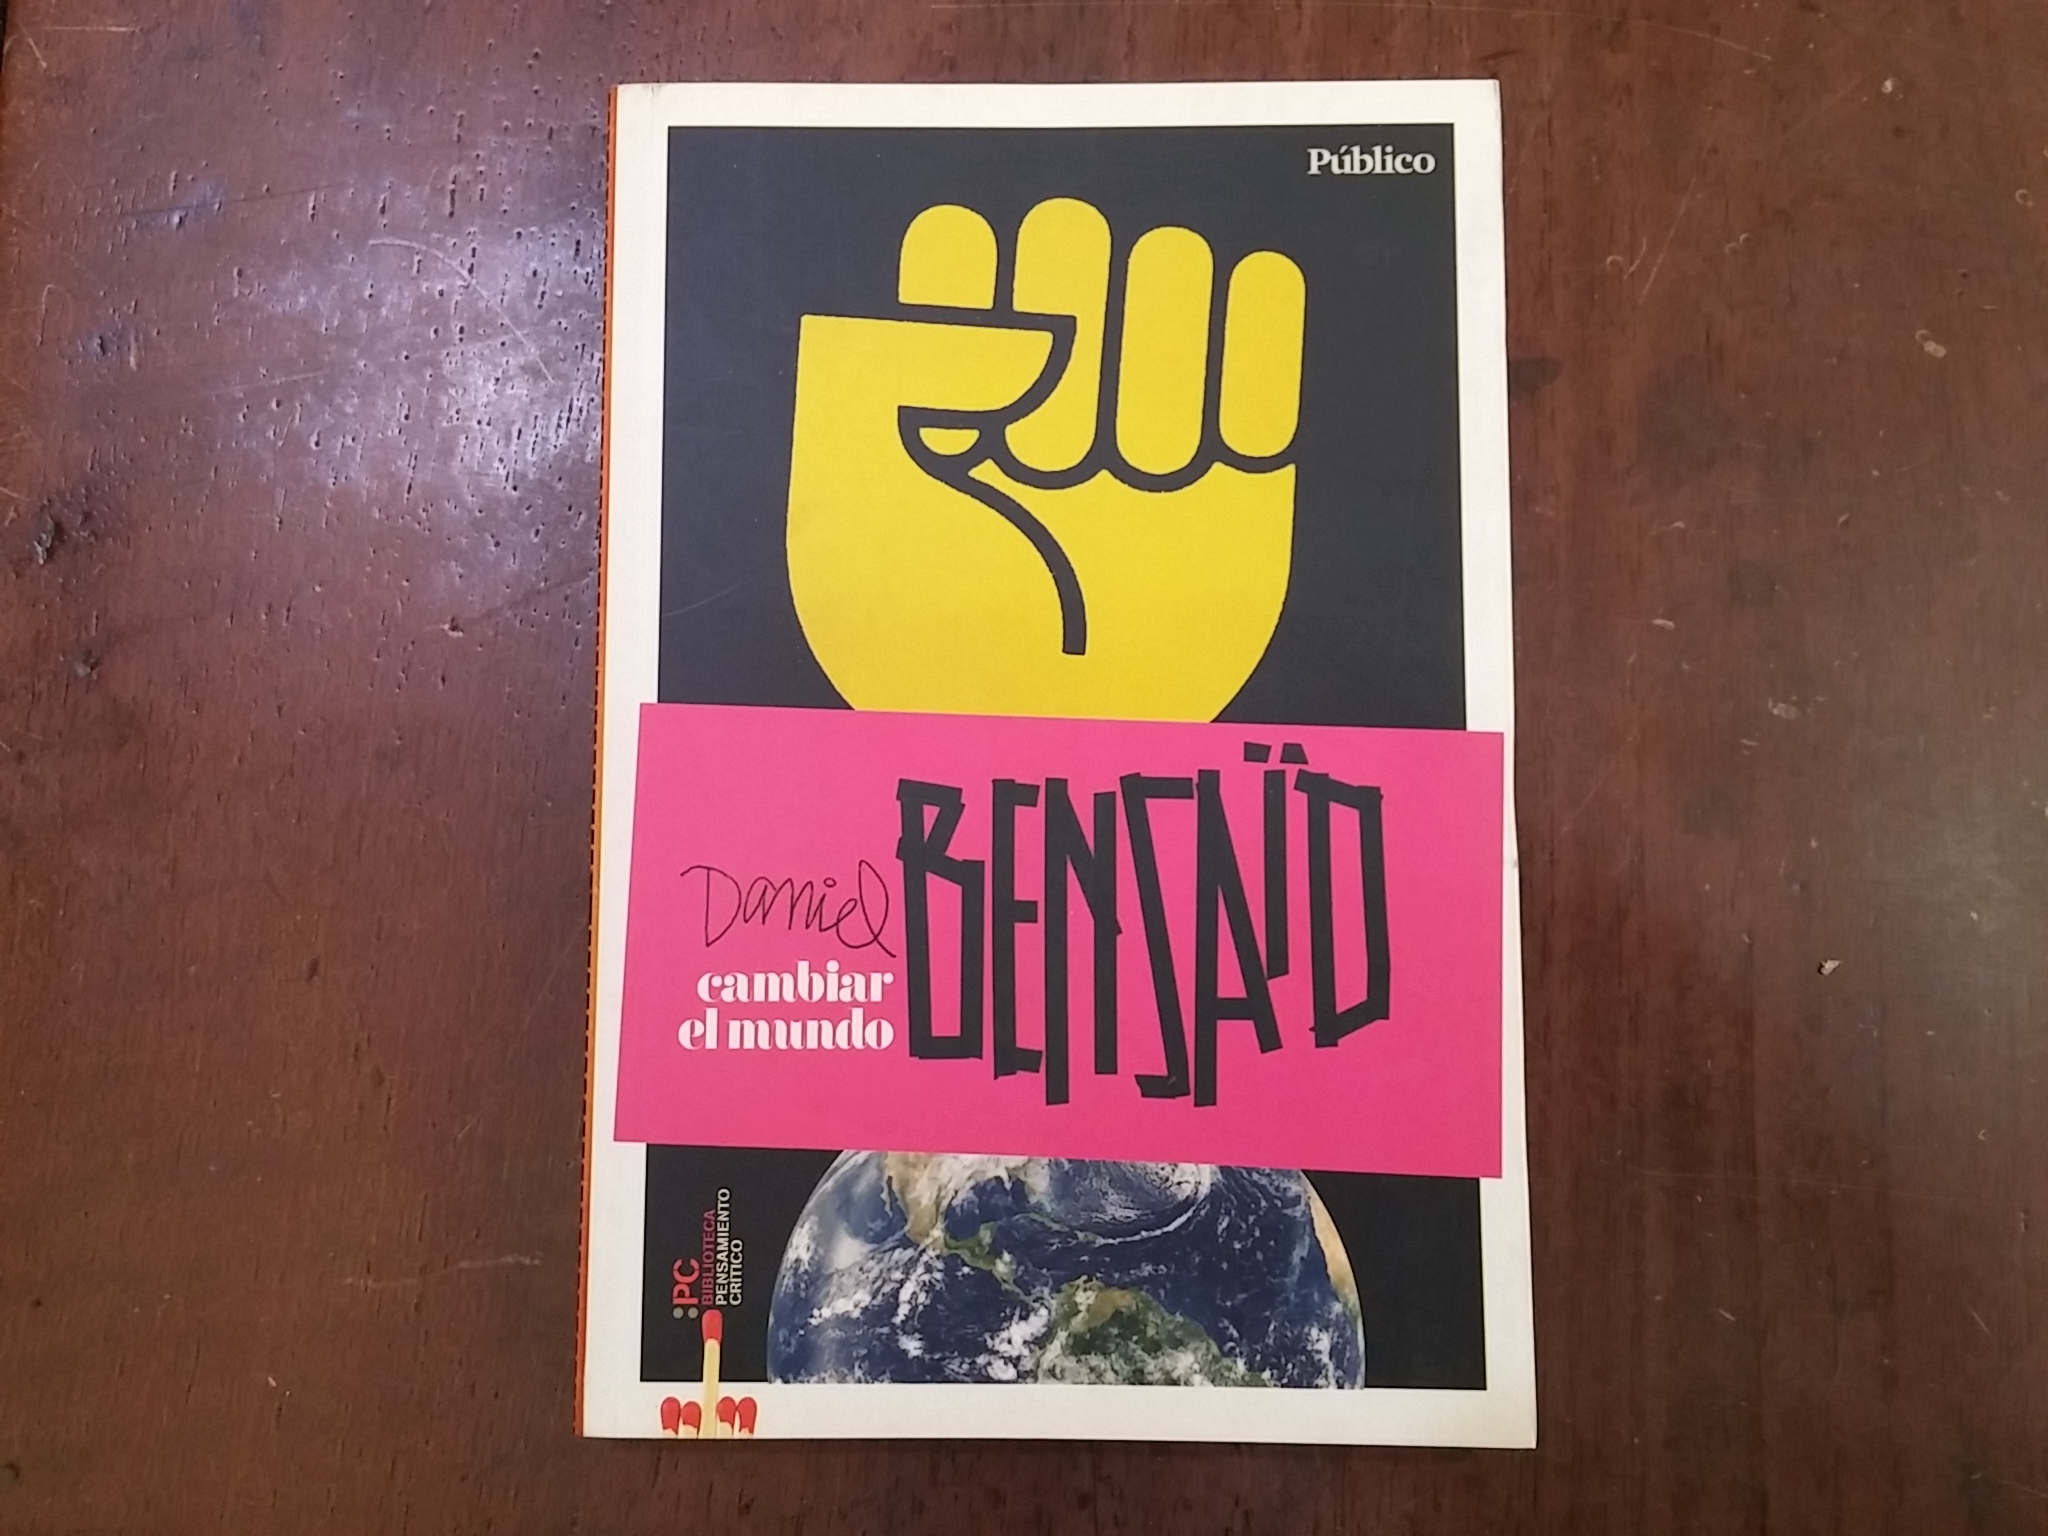 Público
Daniel BENSAÏD
cambiar
el mundo
:PC
BIBLIOTECA
PENSAMIENTO
CRÍTICO